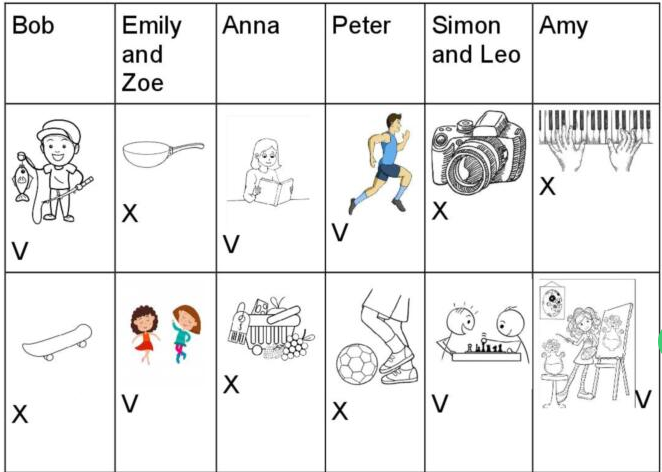 Bob
Emily
and
Zoe
Anna
Peter
Simon
and Leo
Amy
V
X
V
V
X
X
X
V
X
X
V
V